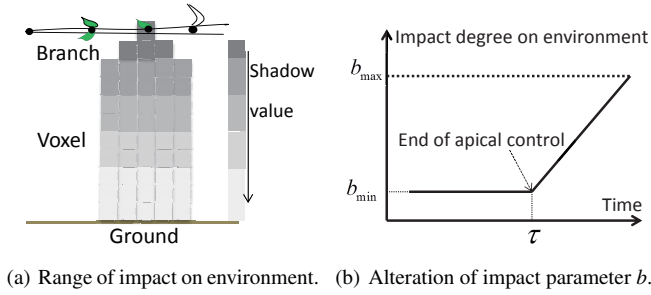 Branch
Shadow
value
Voxel
Ground
Impact degree on environment
b_max
End of apical control
b_min
Time
τ
(a) Range of impact on environment.
(b) Alteration of impact parameter b.